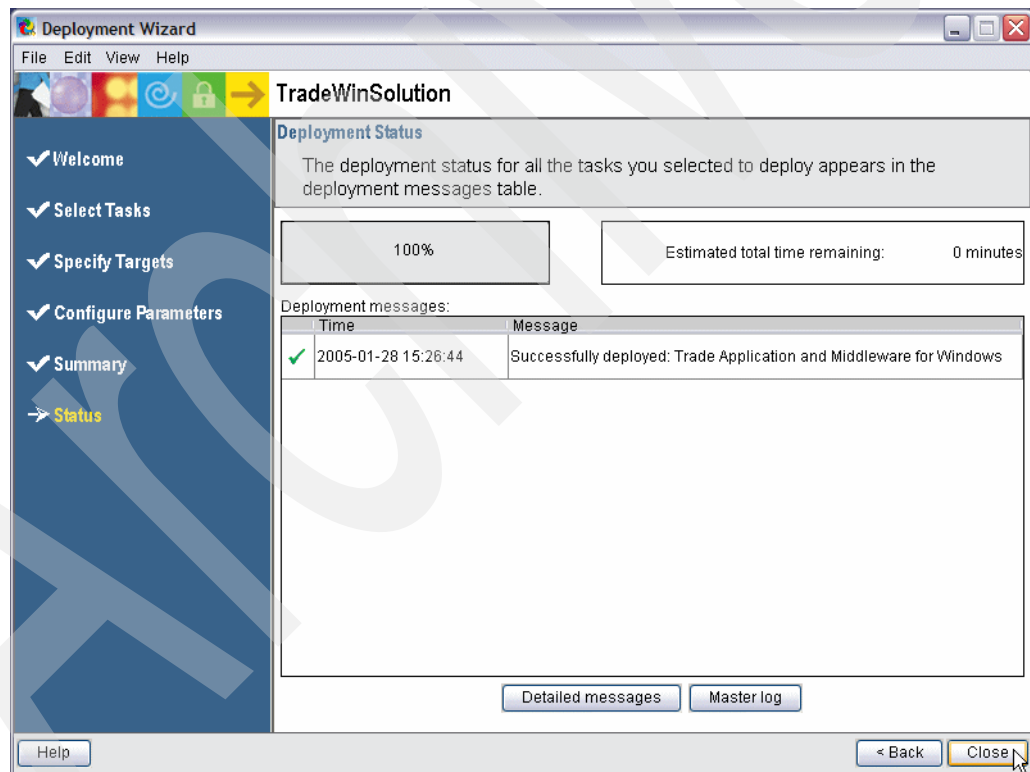 Deployment Wizard
File Edit View Help
TradeWinSolution
Welcome
Select Tasks
Specify Targets
Configure Parameters
Summary
Status
Deployment Status
The deployment status for all the tasks you selected to deploy appears in the
deployment messages table.
100%
Estimated total time remaining: 0 minutes
Deployment messages:
Time Message
2005-01-28 15:26:44 Successfully deployed: Trade Application and Middleware for Windows
Detailed messages Master log
Help < Back Close